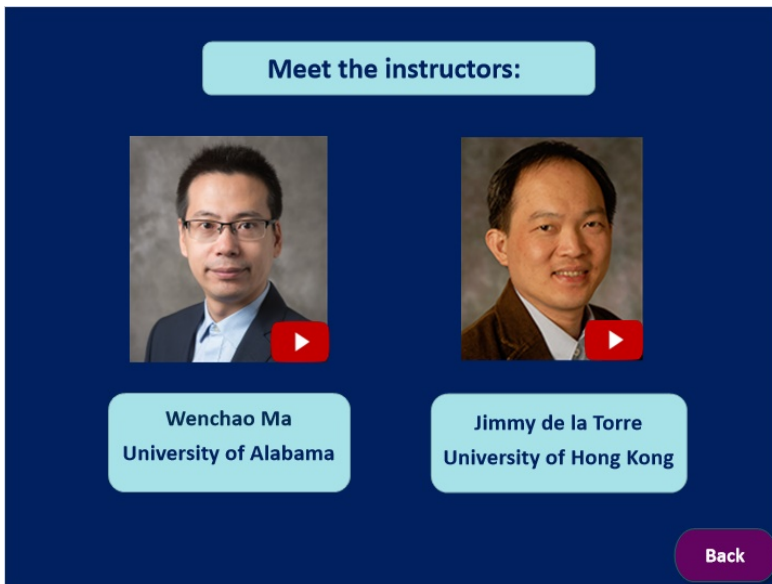 Meet the instructors:
Wenchao Ma
University of Alabama
Jimmy de la Torre
University of Hong Kong
Back